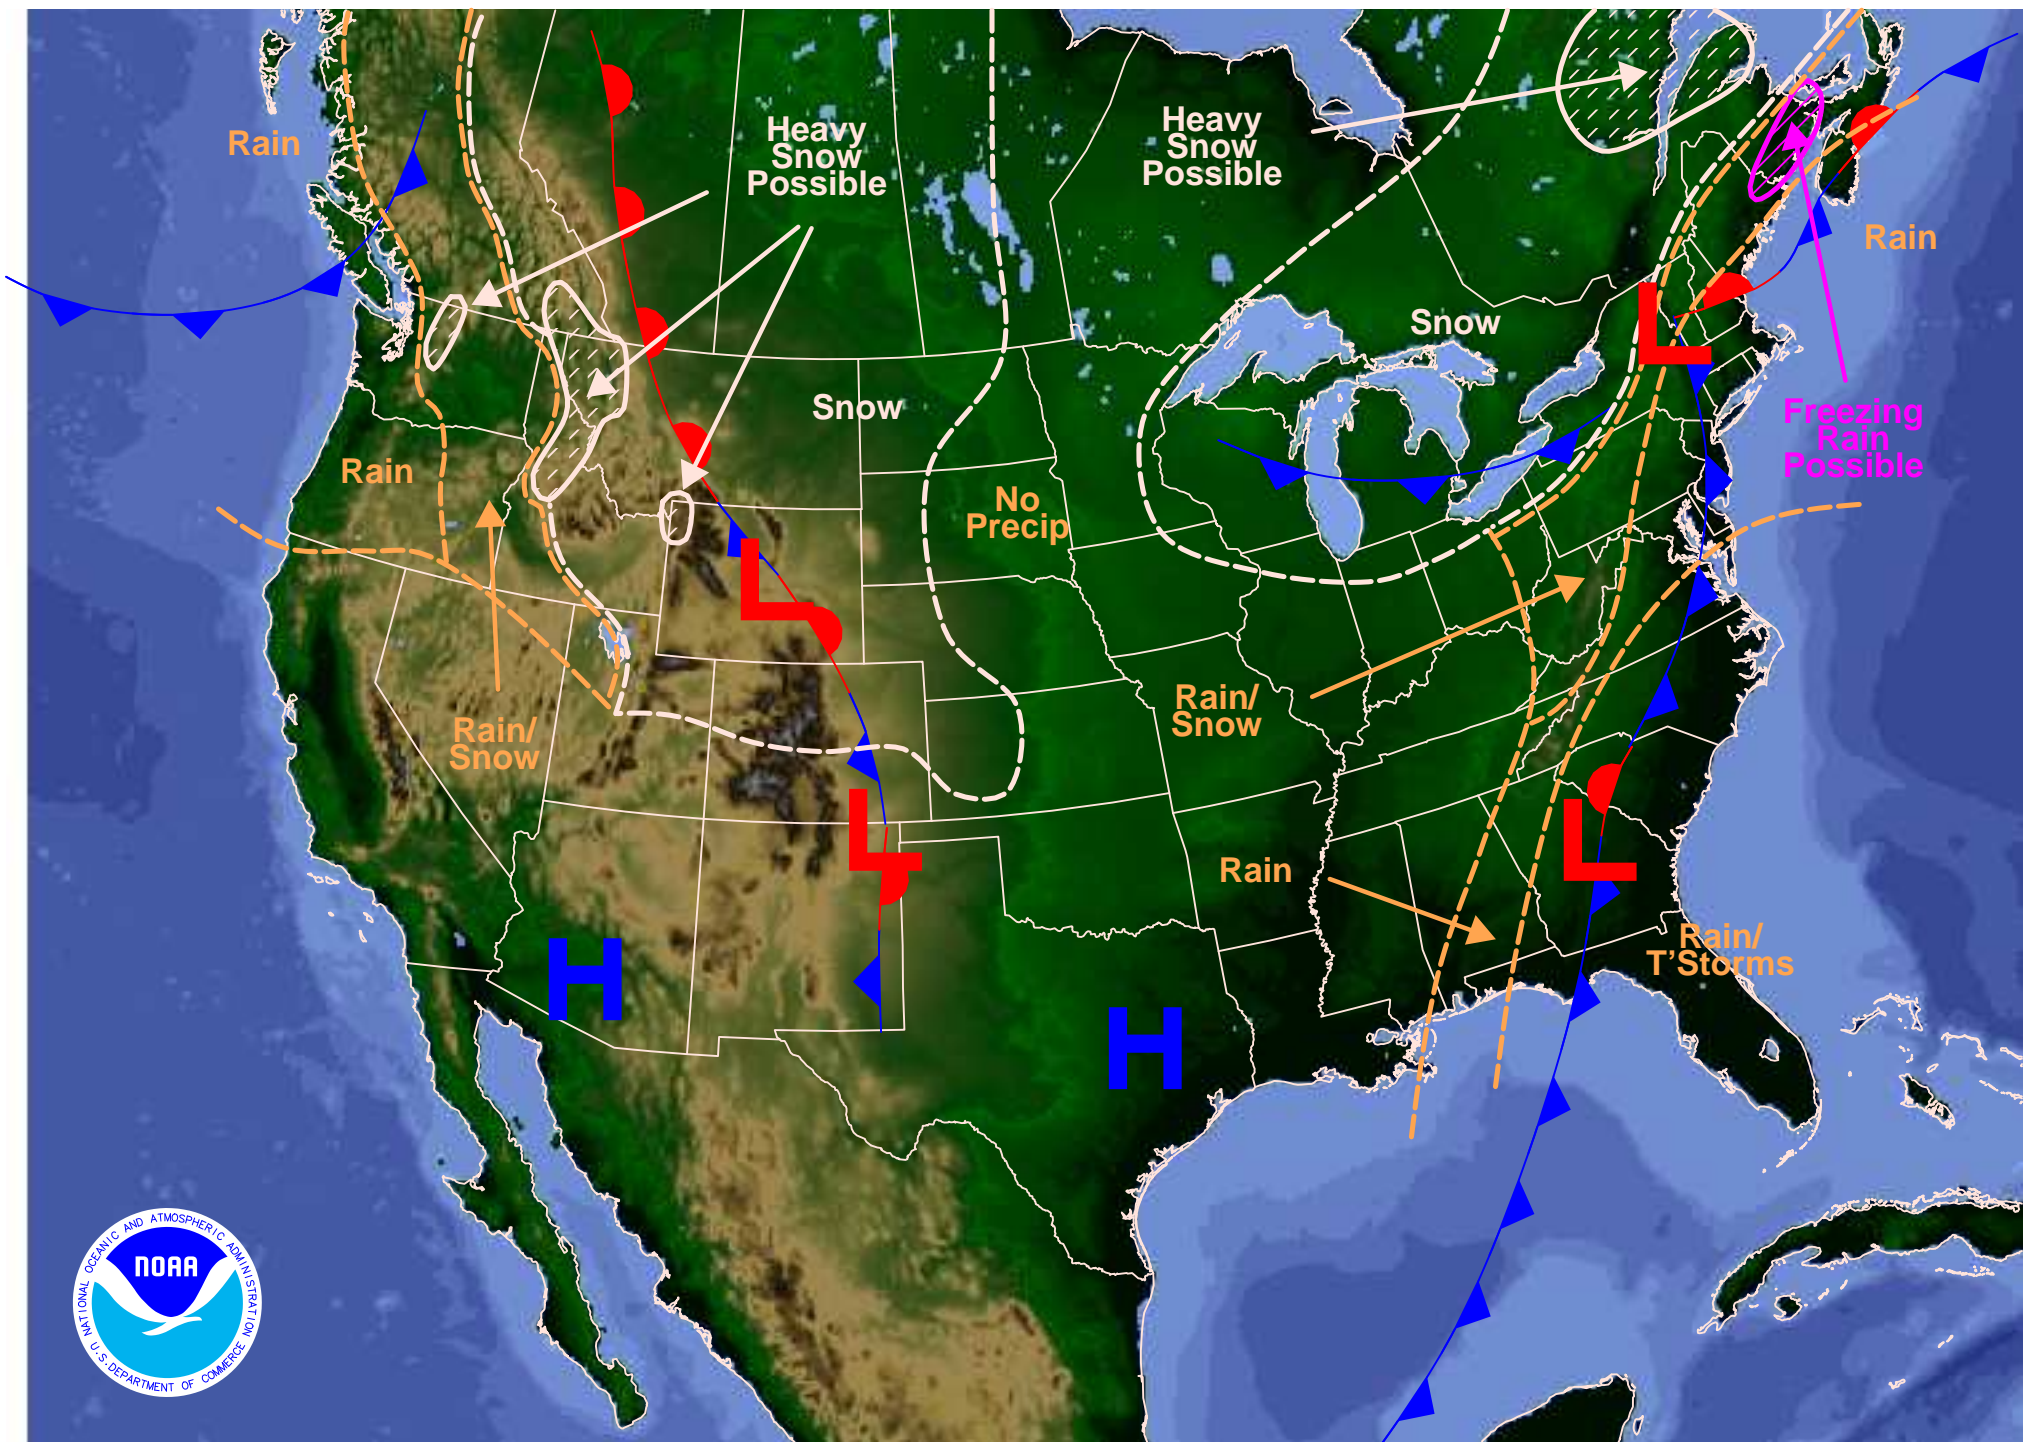 Rain
Heavy
Snow
Possible
Heavy
Snow
Possible
Rain
Snow
Snow
Freezing
Rain
Possible
Rain
No
Precip
Rain/
Snow
Rain/
Snow
Rain
Rain/
T'Storms
L
L
L
L
H
H
NATIONAL OCEANIC AND ATMOSPHERIC ADMINISTRATION
NOAA
U.S. DEPARTMENT OF COMMERCE